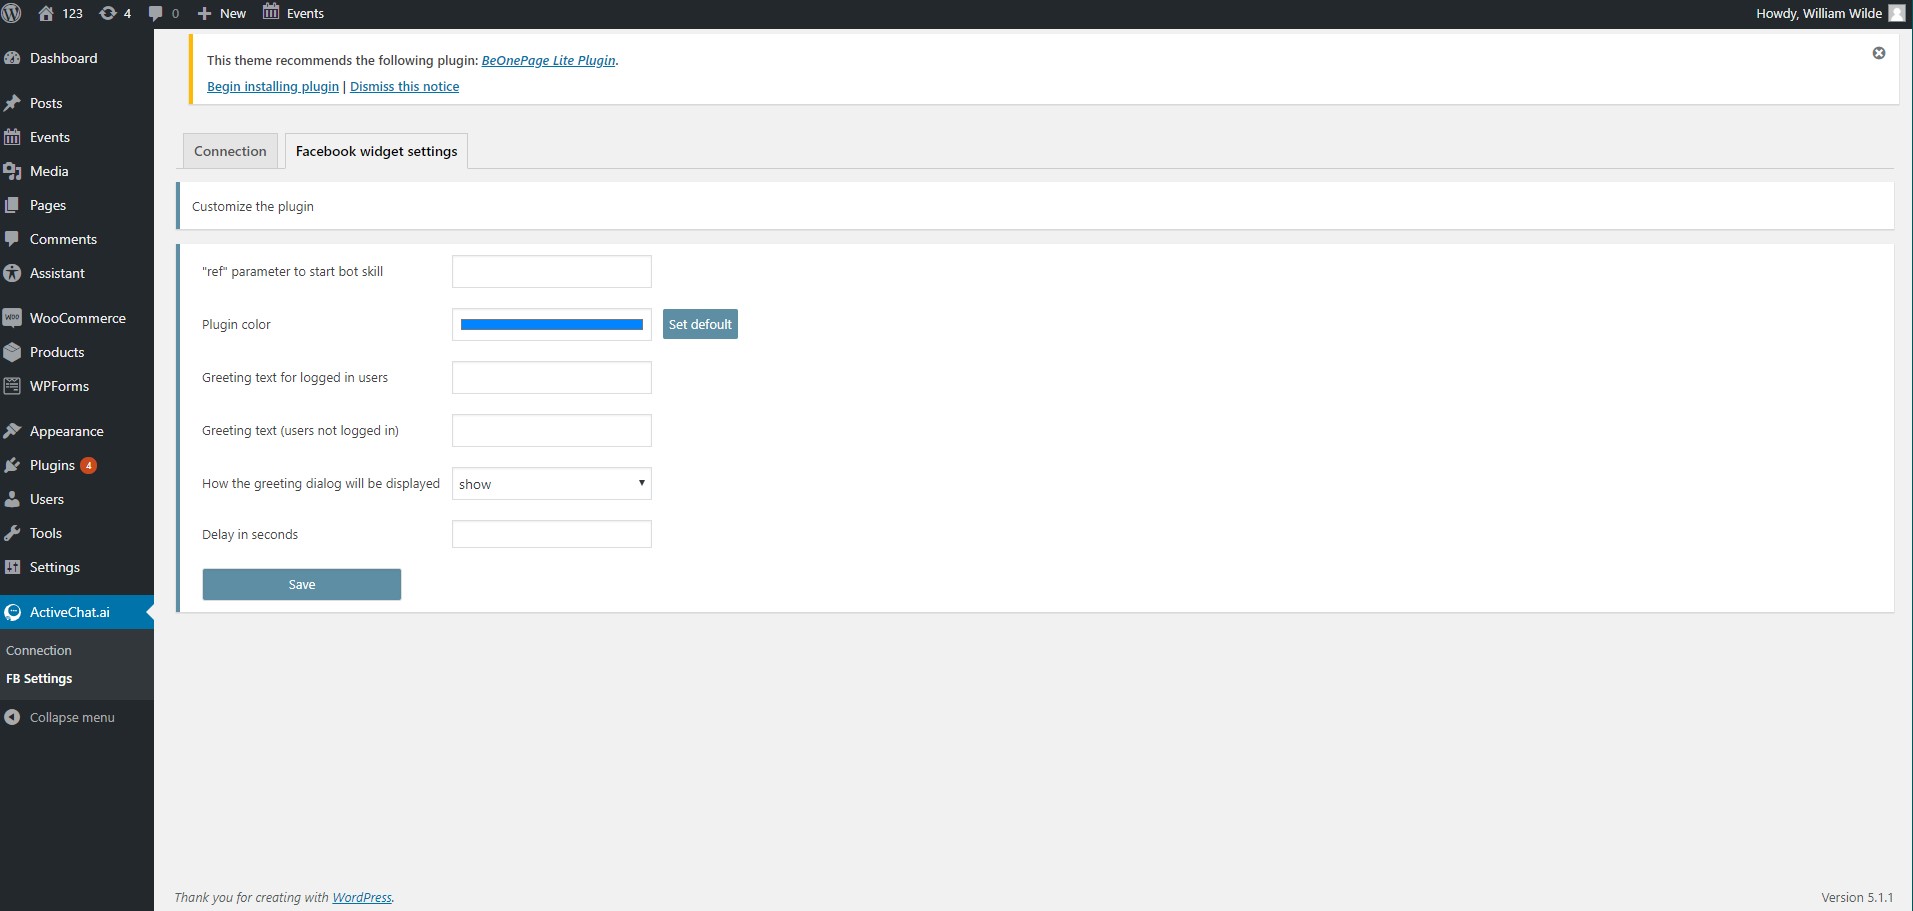 123 4 0 New Events Howdy, William Wilde
Dashboard
Posts
Events
Media
Pages
Comments
Assistant
WooCommerce
Products
WPForms
Appearance
Plugins 4
Users
Tools
Settings
ActiveChat.ai
Connection
FB Settings
Collapse menu
This theme recommends the following plugin: BeOnePage Lite Plugin.
Begin installing plugin | Dismiss this notice
Connection Facebook widget settings
Customize the plugin
"ref" parameter to start bot skill
Plugin color Set default
Greeting text for logged in users
Greeting text (users not logged in)
How the greeting dialog will be displayed show
Delay in seconds
Save
Thank you for creating with WordPress. Version 5.1.1